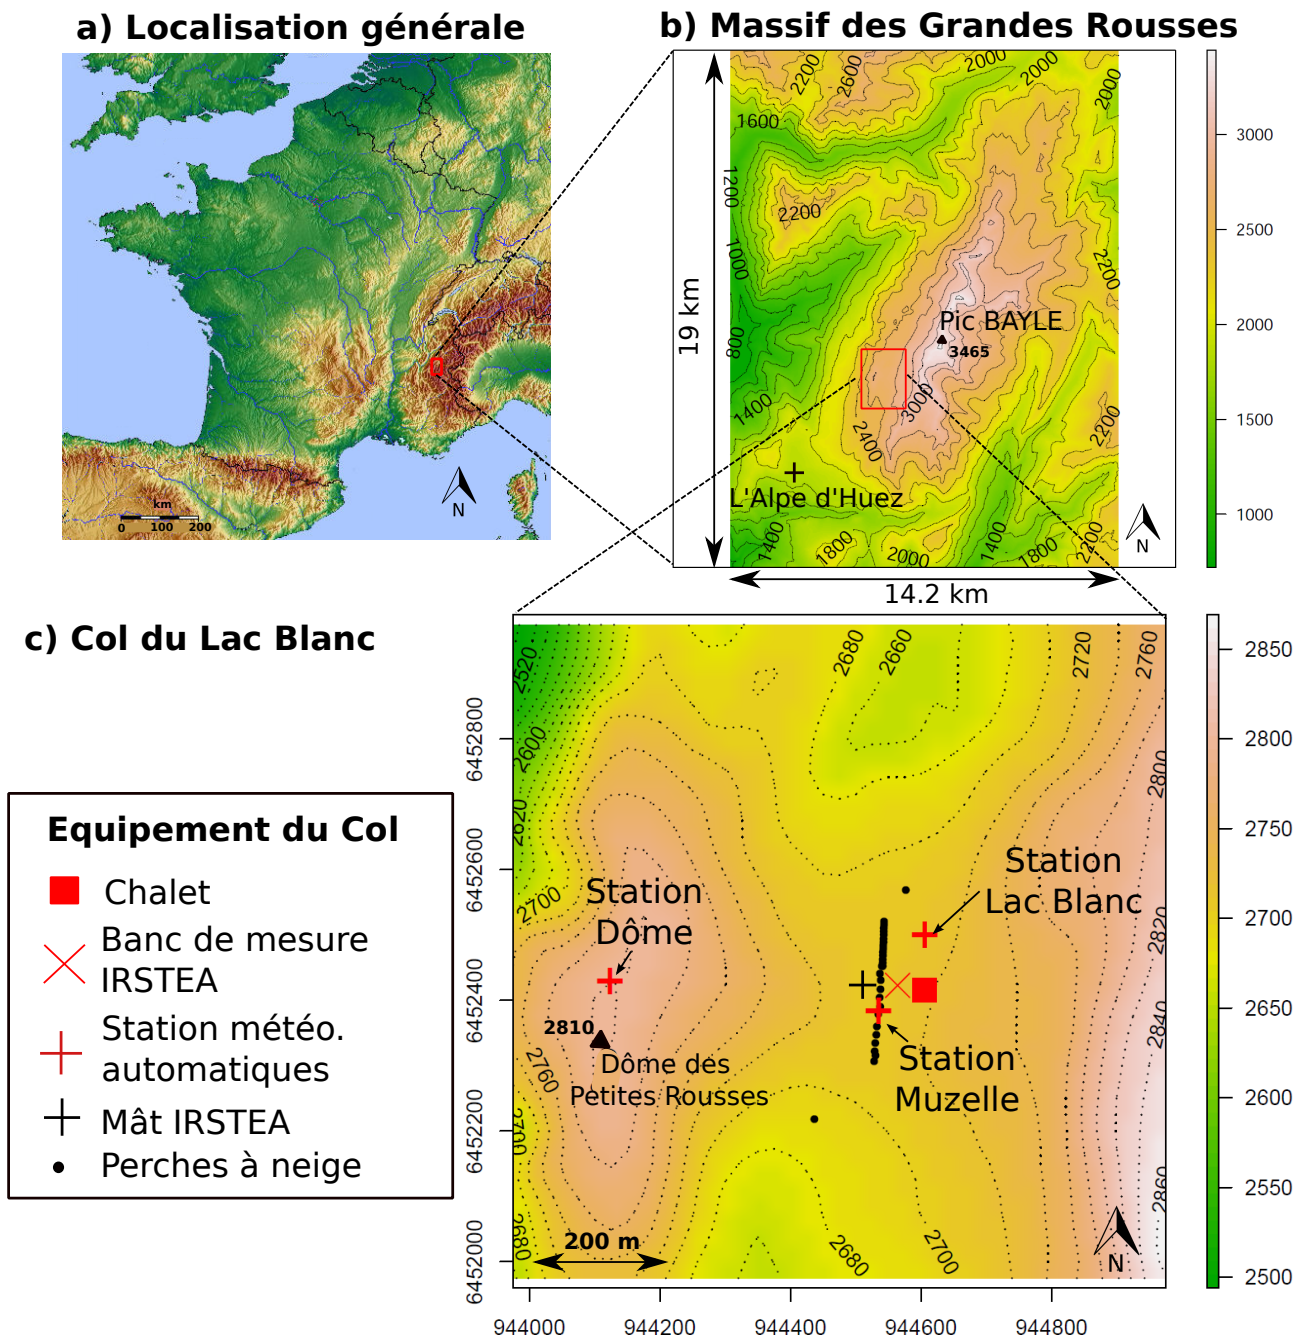 a) Localisation générale
km
0 100 200
N
b) Massif des Grandes Rousses
2200
2600
2000
2000
2000
1600
1200
2200
1000
2200
800
19 km
Pic BAYLE
3465
3000
1400
2400
2200
L'Alpe d'Huez
1400
1800
2000
1400
1800
2200
N
14.2 km
3000
2500
2000
1500
1000
c) Col du Lac Blanc
2520
2600
2620
2700
2680
2660
2720
2760
2800
2820
2840
2860
2760
2700
2680
2680
2700
Station
Dôme
Station
Lac Blanc
Station
Muzelle
2810
Dôme des
Petites Rousses
200 m
N
6452800
6452600
6452400
6452200
6452000
944000
944200
944400
944600
944800
2850
2800
2750
2700
2650
2600
2550
2500
Equipement du Col
Chalet
Banc de mesure
IRSTEA
Station météo.
automatiques
Mât IRSTEA
Perches à neige